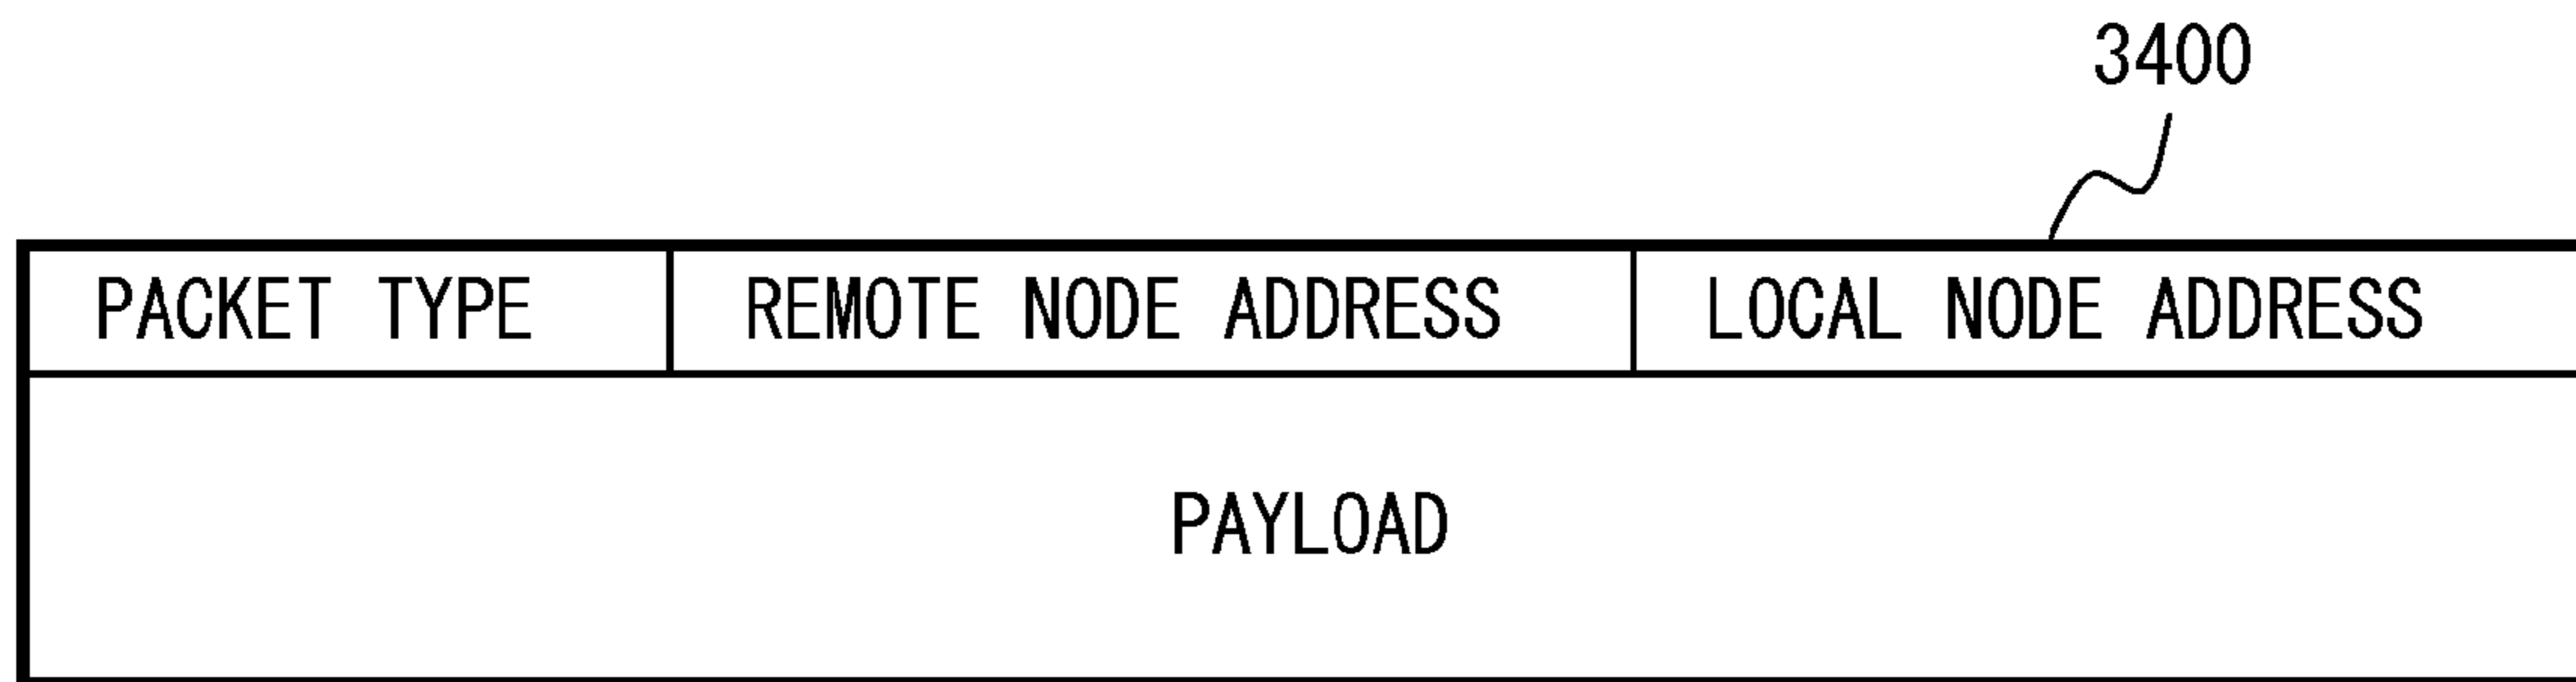 3400
PACKET TYPE REMOTE NODE ADDRESS LOCAL NODE ADDRESS
PAYLOAD